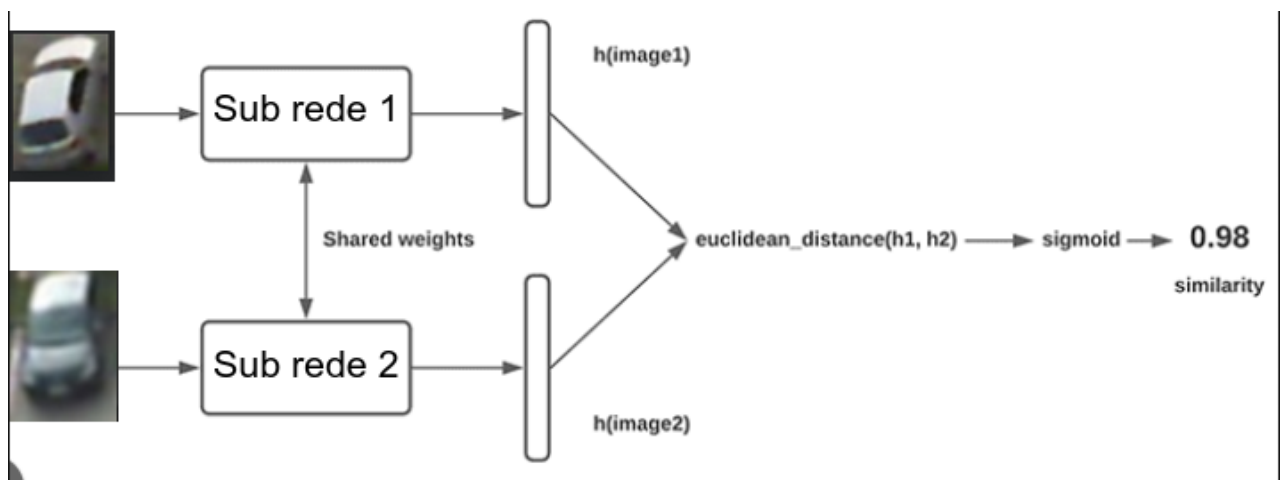 h(image1)
Sub rede 1
Shared weights
euclidean_distance(h1, h2)
sigmoid
0.98
similarity
Sub rede 2
h(image2)